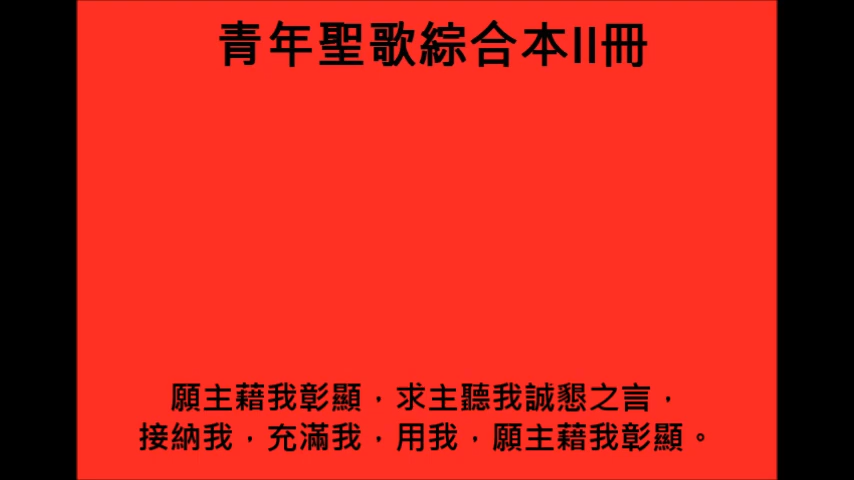 青年聖歌綜合本II冊
願主藉我彰顯，求主聽我誠懇之言，
接納我，充滿我，用我，願主藉我彰顯。